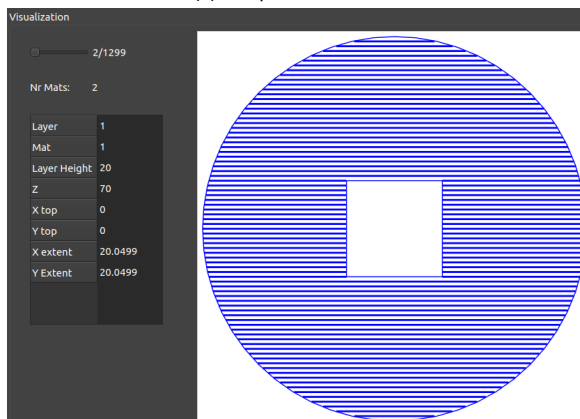 Visualization
2/1299
Nr Mats: 2
Layer 1
Mat 1
Layer Height 20
Z 70
X top 0
Y top 0
X extent 20.0499
Y Extent 20.0499